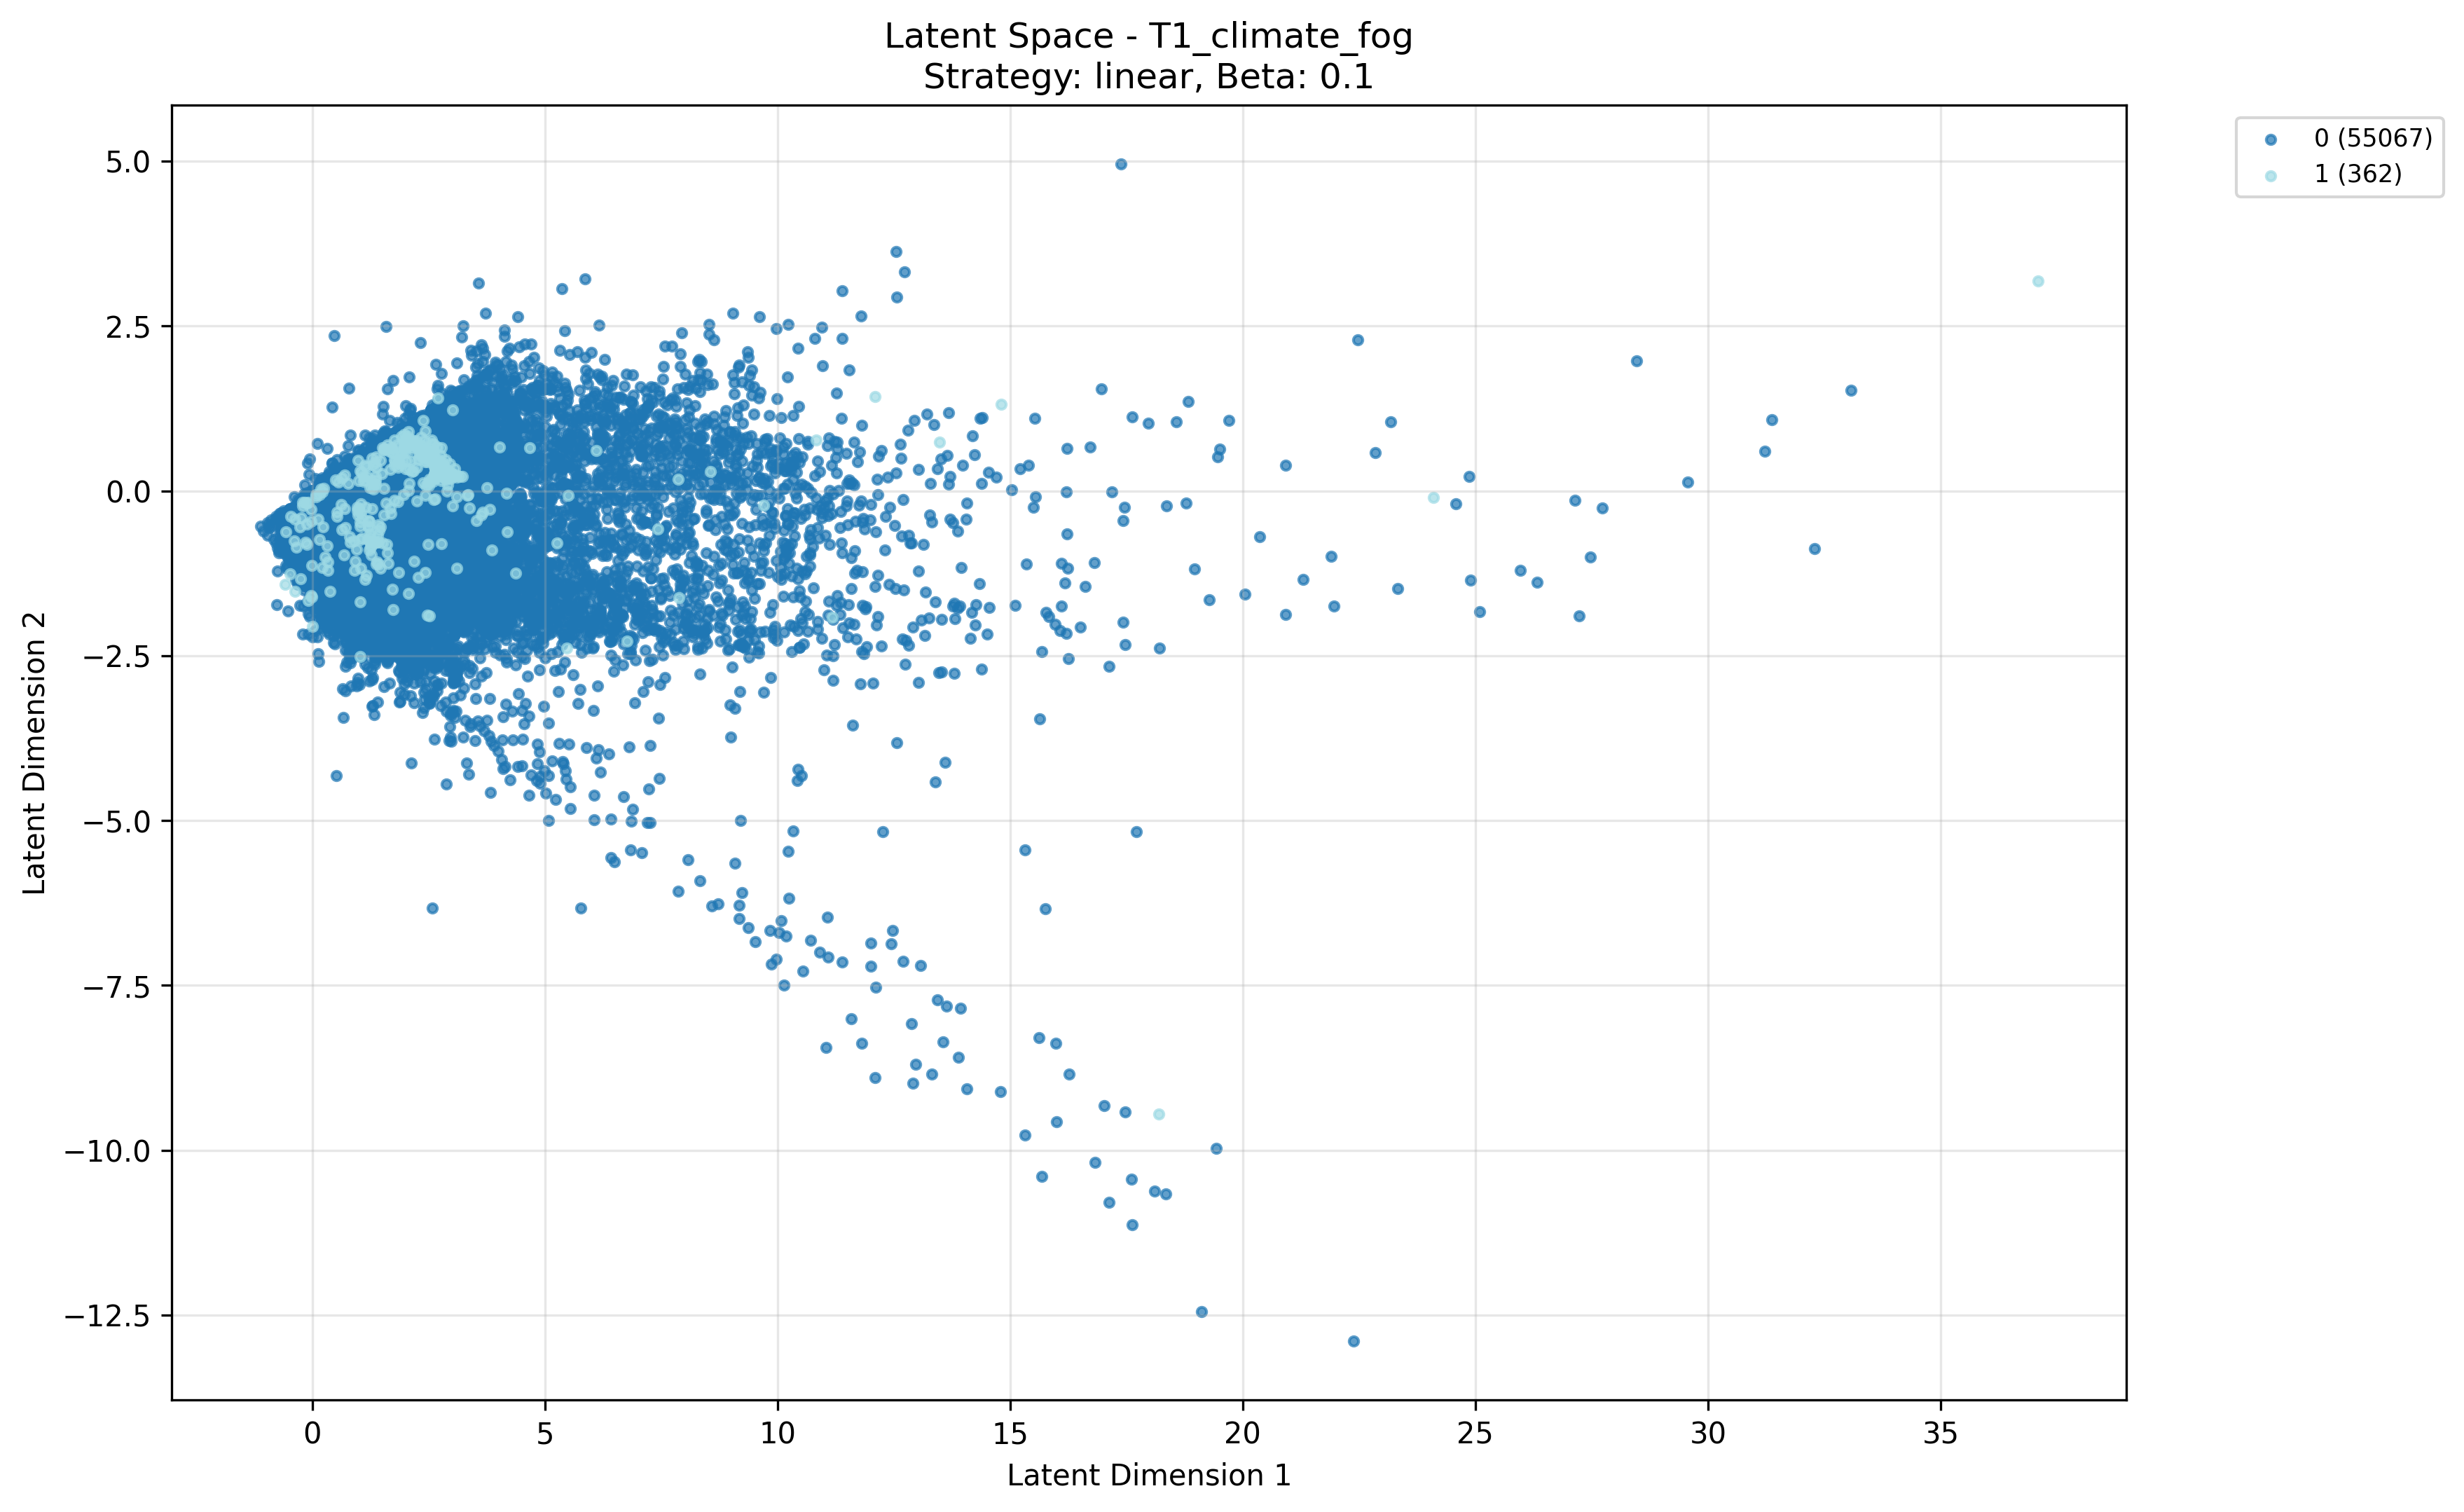 Latent Space - T1_climate_fog
Strategy: linear, Beta: 0.1
0 (55067)
1 (362)
5.0
2.5
0.0
−2.5
−5.0
−7.5
−10.0
−12.5
Latent Dimension 2
0 5 10 15 20 25 30 35
Latent Dimension 1